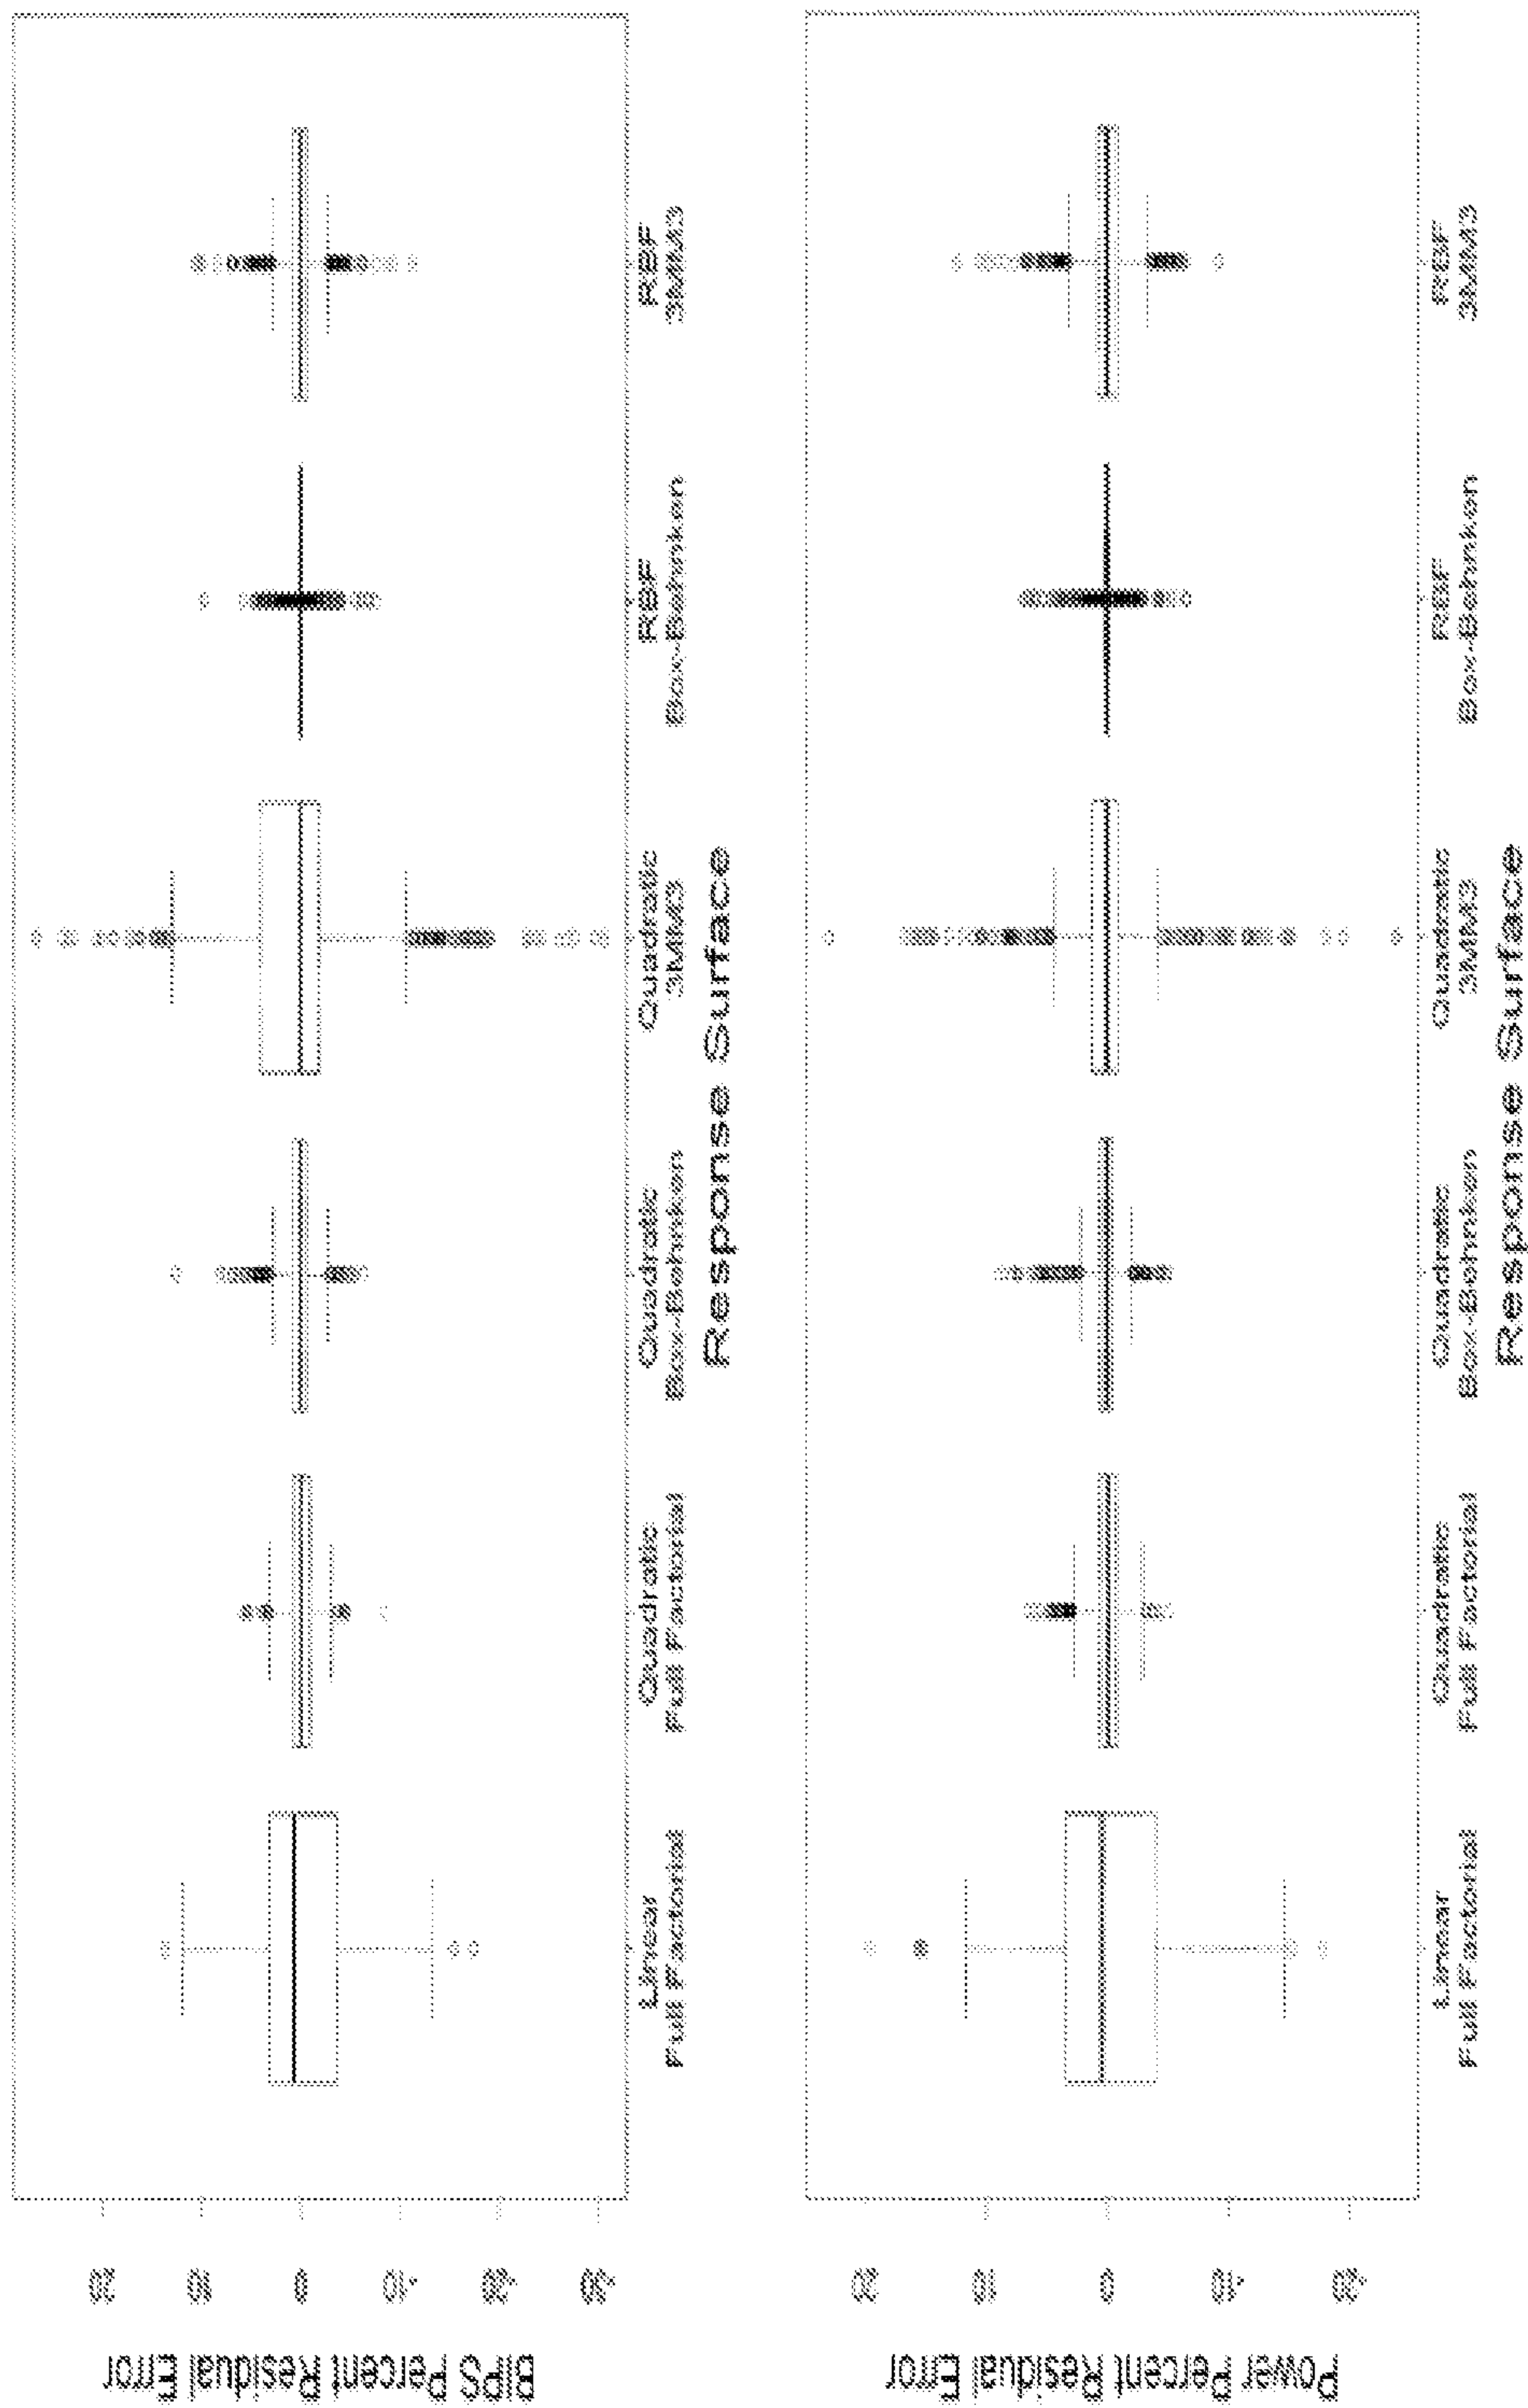 BIPS Percent Residual Error
20
10
0
-10
-20
-30
Linear
Full Factorial
Quadratic
Full Factorial
Quadratic
Box-Behnken
Quadratic
3MM3
RBF
Box-Behnken
RBF
3MM3
Response Surface
Power Percent Residual Error
20
10
0
-10
-20
Linear
Full Factorial
Quadratic
Full Factorial
Quadratic
Box-Behnken
Quadratic
3MM3
RBF
Box-Behnken
RBF
3MM3
Response Surface